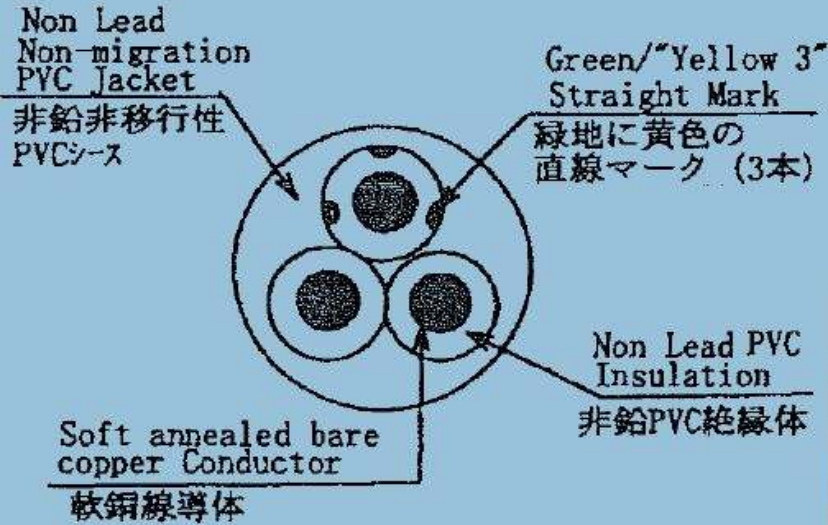 Non Lead
Non-migration
PVC Jacket
非鉛非移行性
PVCシース
Green/"Yellow 3"
Straight Mark
緑地に黄色の
直線マーク (3本)
Non Lead PVC
Insulation
非鉛PVC絶縁体
Soft annealed bare
copper Conductor
軟銅線導体